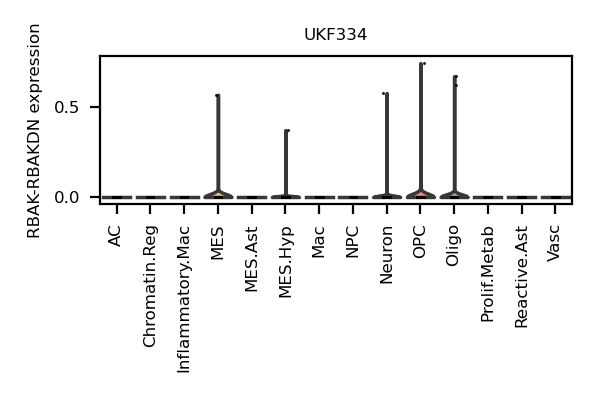 UKF334
RBAK-RBAKDN expression
0.5
0.0
AC
Chromatin.Reg
Inflammatory.Mac
MES
MES.Ast
MES.Hyp
Mac
NPC
Neuron
OPC
Oligo
Prolif.Metab
Reactive.Ast
Vasc